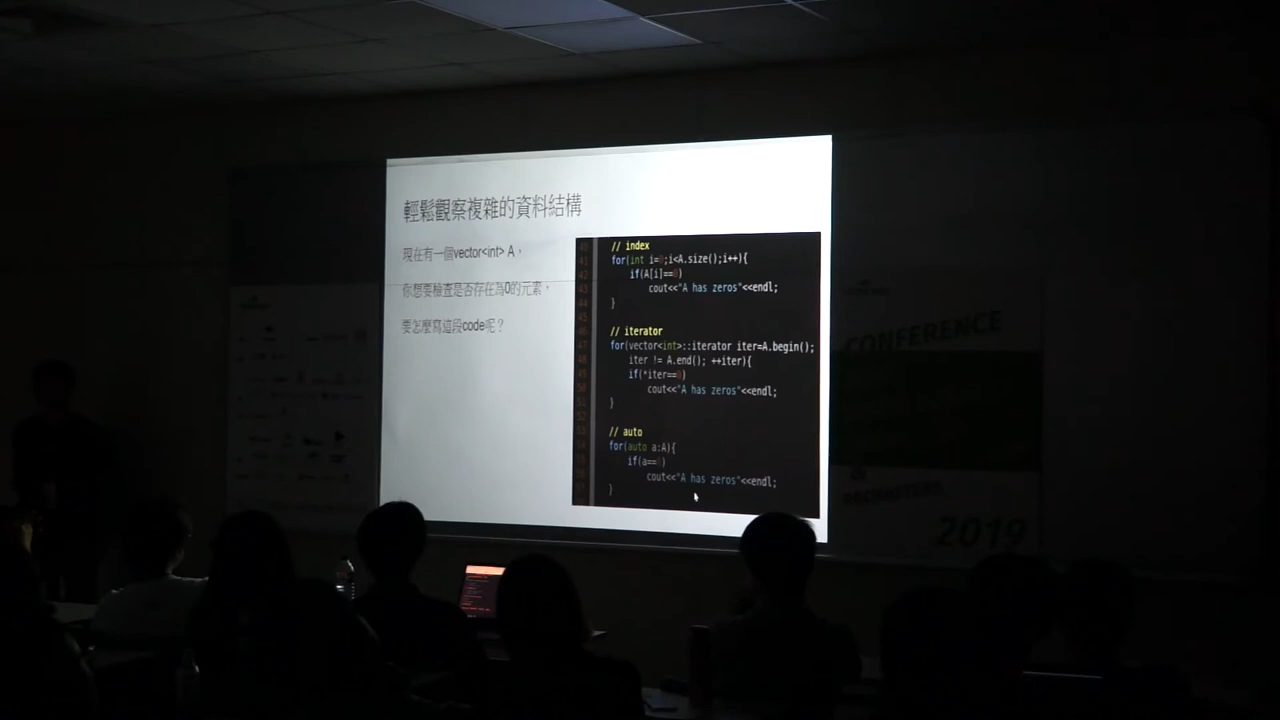 輕鬆觀察複雜的資料結構
現在有一個vector<int> A，
你想要檢查是否存在為0的元素，
要怎麼寫這段code呢？
// index
for(int i=0;i<A.size();i++){
if(A[i]==0)
cout<<"A has zeros"<<endl;
}
// iterator
for(vector<int>::iterator iter=A.begin();
iter != A.end(); ++iter){
if(*iter==0)
cout<<"A has zeros"<<endl;
}
// auto
for(auto a:A){
if(a==0)
cout<<"A has zeros"<<endl;
}
CONFERENCE
PROMOTERS
2019